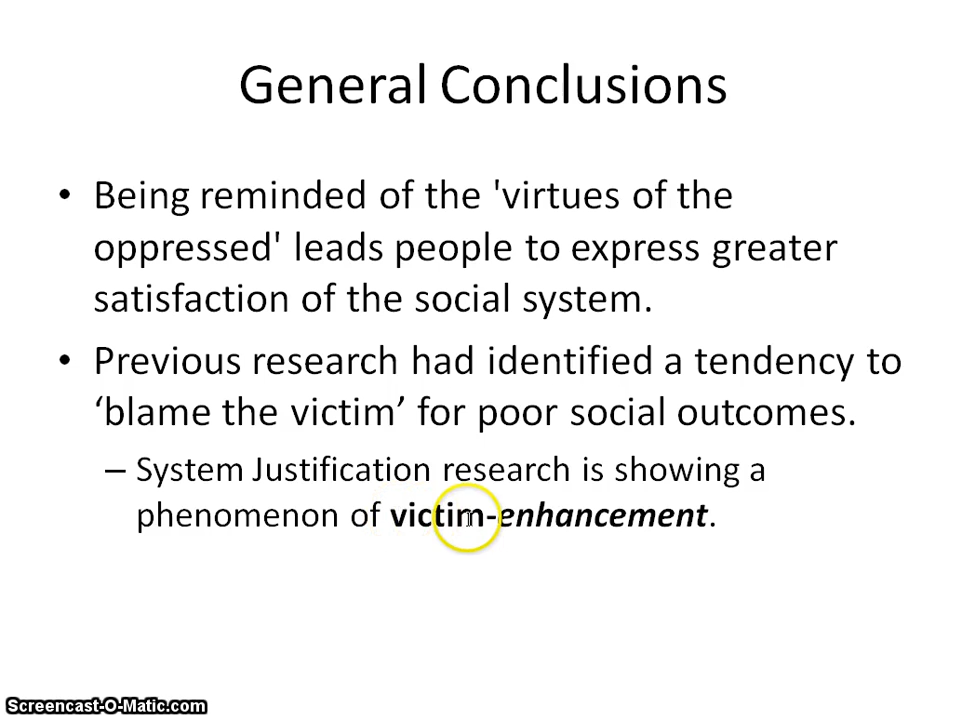 General Conclusions
• Being reminded of the 'virtues of the
oppressed' leads people to express greater
satisfaction of the social system.
• Previous research had identified a tendency to
‘blame the victim’ for poor social outcomes.
– System Justification research is showing a
phenomenon of victim-enhancement.
Screencast-O-Matic.com